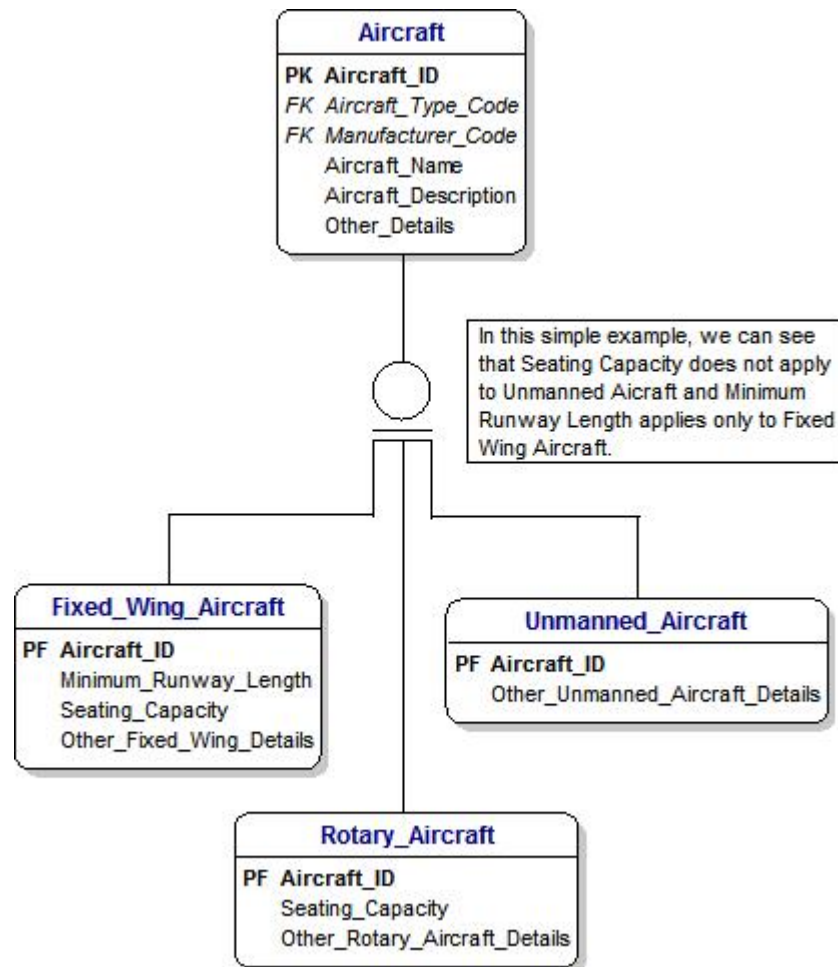 Aircraft
PK Aircraft_ID
FK Aircraft_Type_Code
FK Manufacturer_Code
Aircraft_Name
Aircraft_Description
Other_Details
In this simple example, we can see
that Seating Capacity does not apply
to Unmanned Aicraft and Minimum
Runway Length applies only to Fixed
Wing Aircraft.
Fixed_Wing_Aircraft
PF Aircraft_ID
Minimum_Runway_Length
Seating_Capacity
Other_Fixed_Wing_Details
Unmanned_Aircraft
PF Aircraft_ID
Other_Unmanned_Aircraft_Details
Rotary_Aircraft
PF Aircraft_ID
Seating_Capacity
Other_Rotary_Aircraft_Details